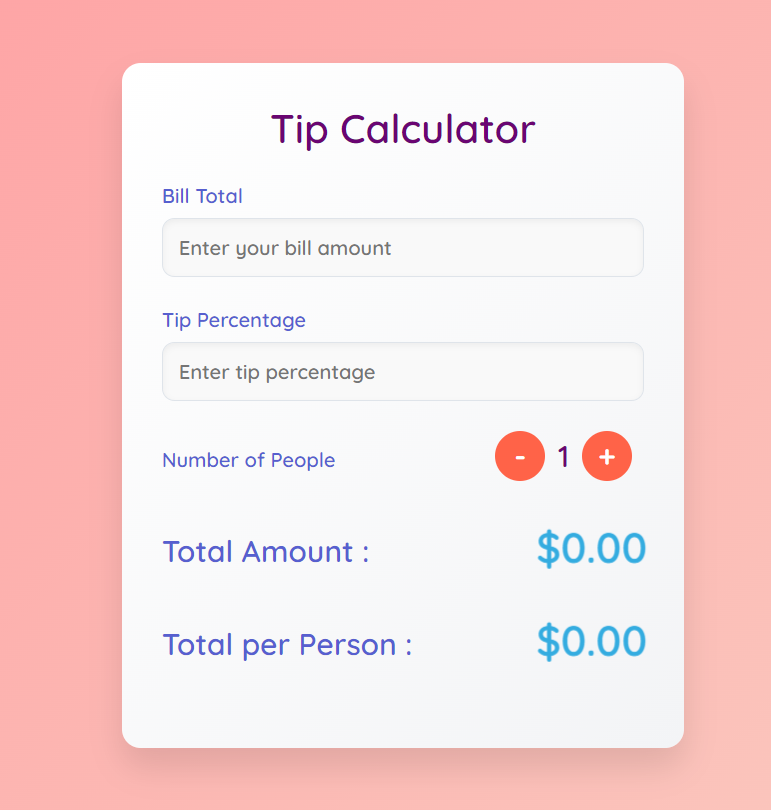 Tip Calculator
Bill Total
Enter your bill amount
Tip Percentage
Enter tip percentage
Number of People - 1 +
Total Amount : $0.00
Total per Person : $0.00